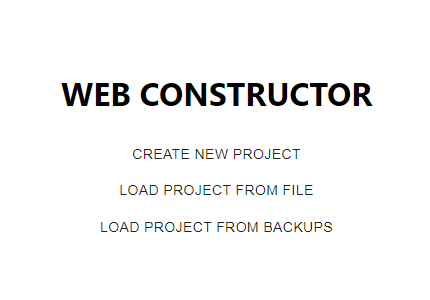 WEB CONSTRUCTOR
CREATE NEW PROJECT
LOAD PROJECT FROM FILE
LOAD PROJECT FROM BACKUPS